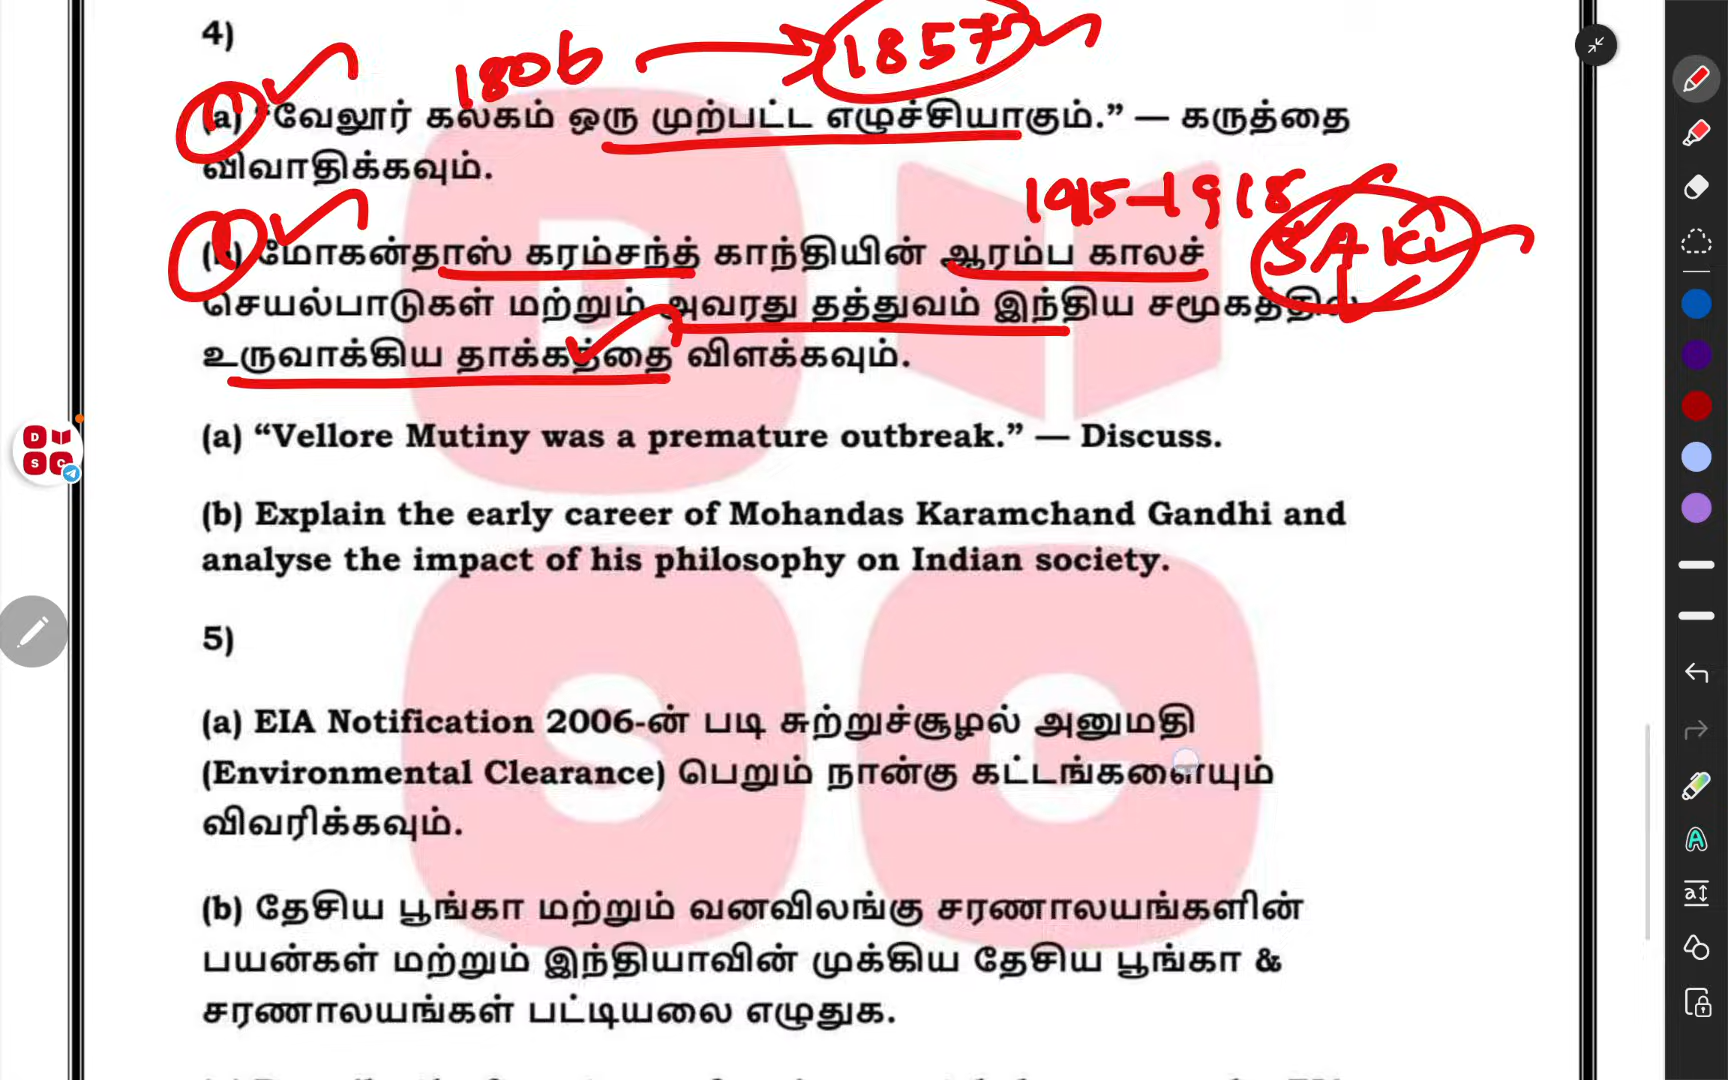 4)
1806 → 1857
(a) “வேலூர் கலகம் ஒரு முற்பட்ட எழுச்சியாகும்.” — கருத்தை
விவாதிக்கவும்.
1915-1918
SAK
மோகன்தாஸ் கரம்சந்த் காந்தியின் ஆரம்ப காலச்
செயல்பாடுகள் மற்றும் அவரது தத்துவம் இந்திய சமூகத்தில்
உருவாக்கிய தாக்கத்தை விளக்கவும்.
(a) “Vellore Mutiny was a premature outbreak.” — Discuss.
(b) Explain the early career of Mohandas Karamchand Gandhi and
analyse the impact of his philosophy on Indian society.
5)
(a) EIA Notification 2006-ன் படி சுற்றுச்சூழல் அனுமதி
(Environmental Clearance) பெறும் நான்கு கட்டங்களையும்
விவரிக்கவும்.
(b) தேசிய பூங்கா மற்றும் வனவிலங்கு சரணாலயங்களின்
பயன்கள் மற்றும் இந்தியாவின் முக்கிய தேசிய பூங்கா &
சரணாலயங்கள் பட்டியலை எழுதுக.
D
S C